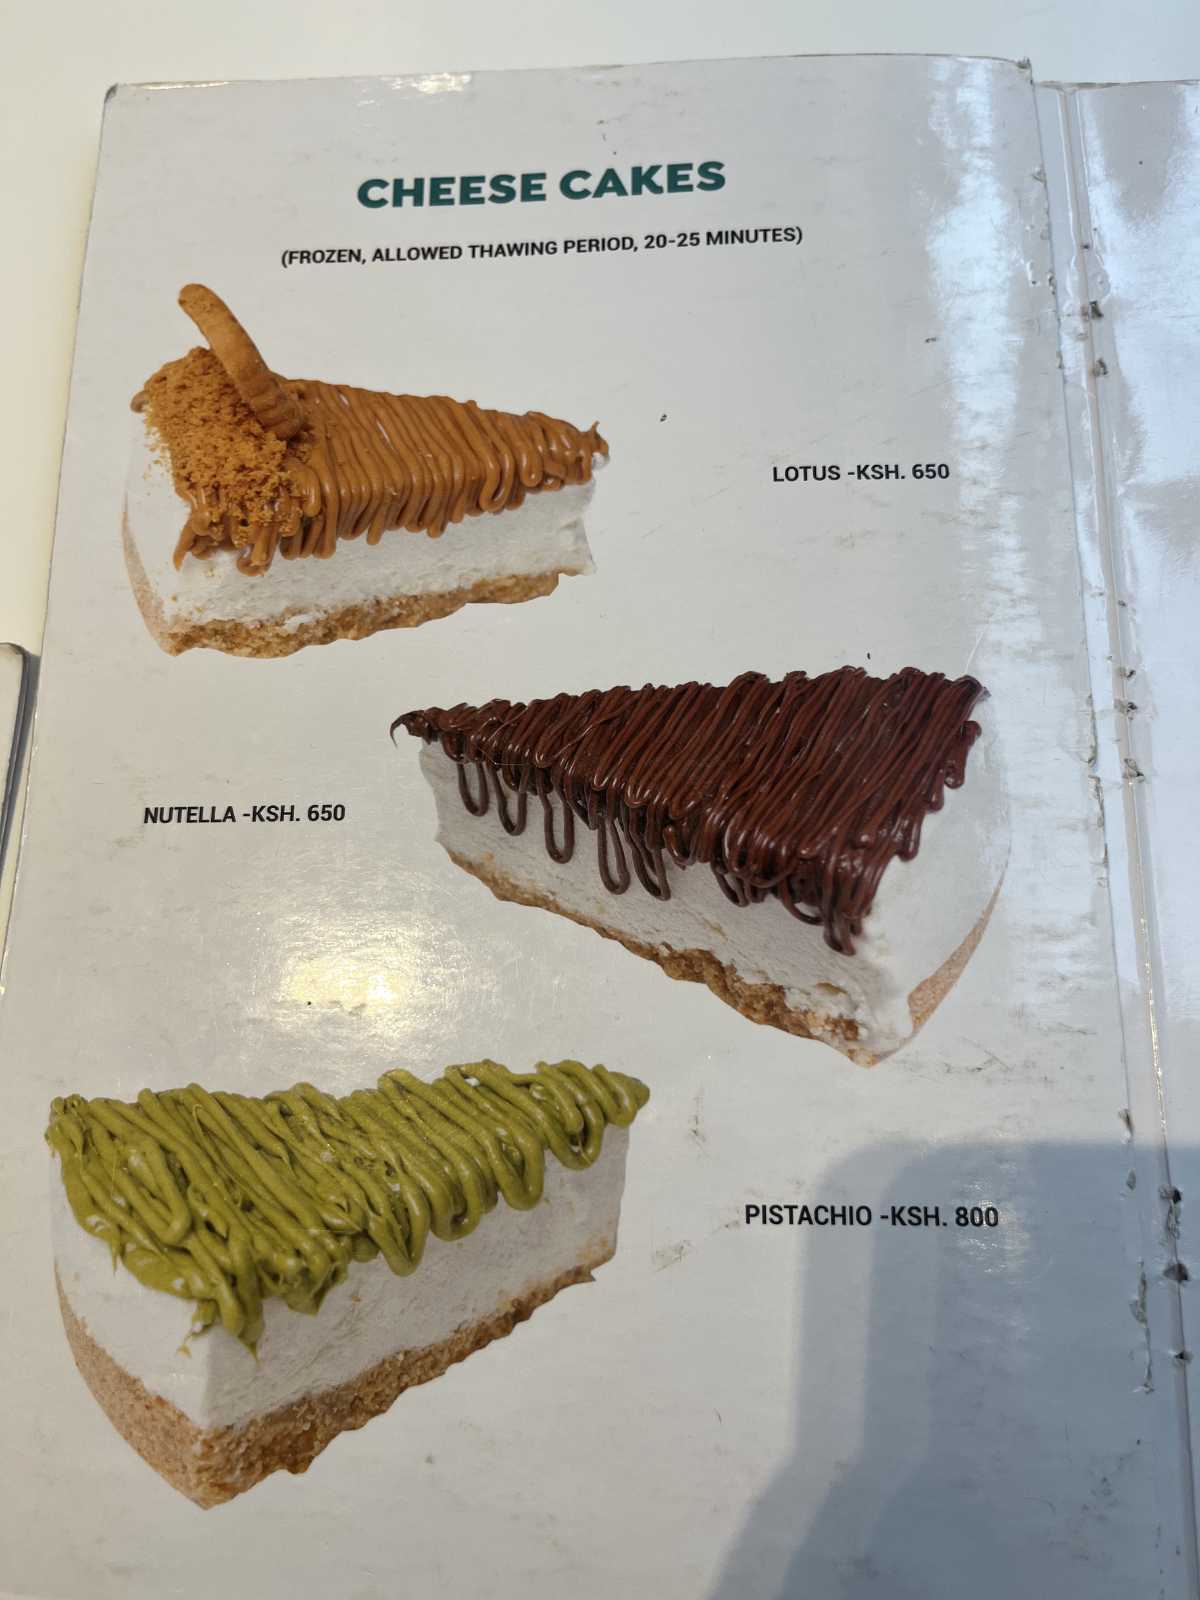 CHEESE CAKES
(FROZEN, ALLOWED THAWING PERIOD, 20-25 MINUTES)
LOTUS -KSH. 650
NUTELLA -KSH. 650
PISTACHIO -KSH. 800